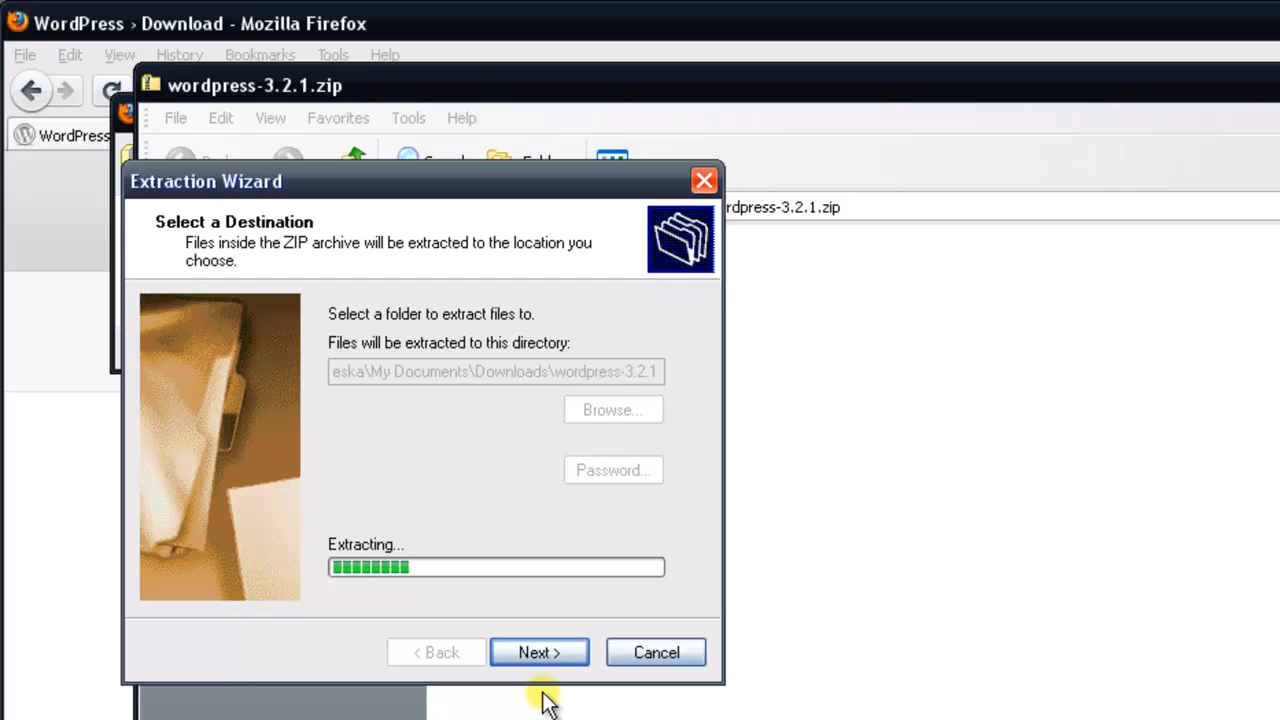 WordPress › Download - Mozilla Firefox
File Edit View History Bookmarks Tools Help
wordpress-3.2.1.zip
WordPress
File Edit View Favorites Tools Help
Extraction Wizard
rdpress-3.2.1.zip
Select a Destination
Files inside the ZIP archive will be extracted to the location you
choose.
Select a folder to extract files to.
Files will be extracted to this directory:
eska\My Documents\Downloads\wordpress-3.2.1
Browse...
Password...
Extracting...
< Back Next > Cancel